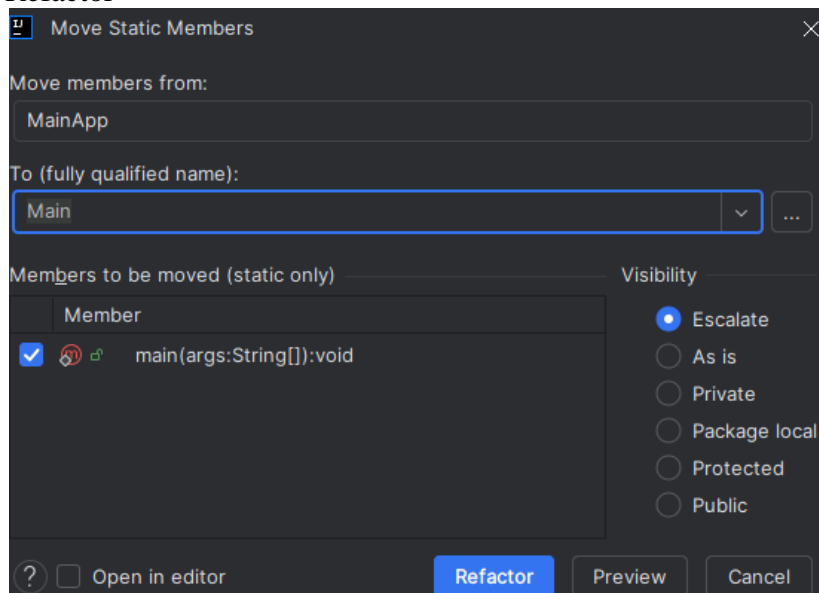 Refactor
Move Static Members
Move members from:
MainApp
To (fully qualified name):
Main
...
Members to be moved (static only)
Visibility
Member
Escalate
main(args:String[]):void
As is
Private
Package local
Protected
Public
? Open in editor
Refactor
Preview
Cancel